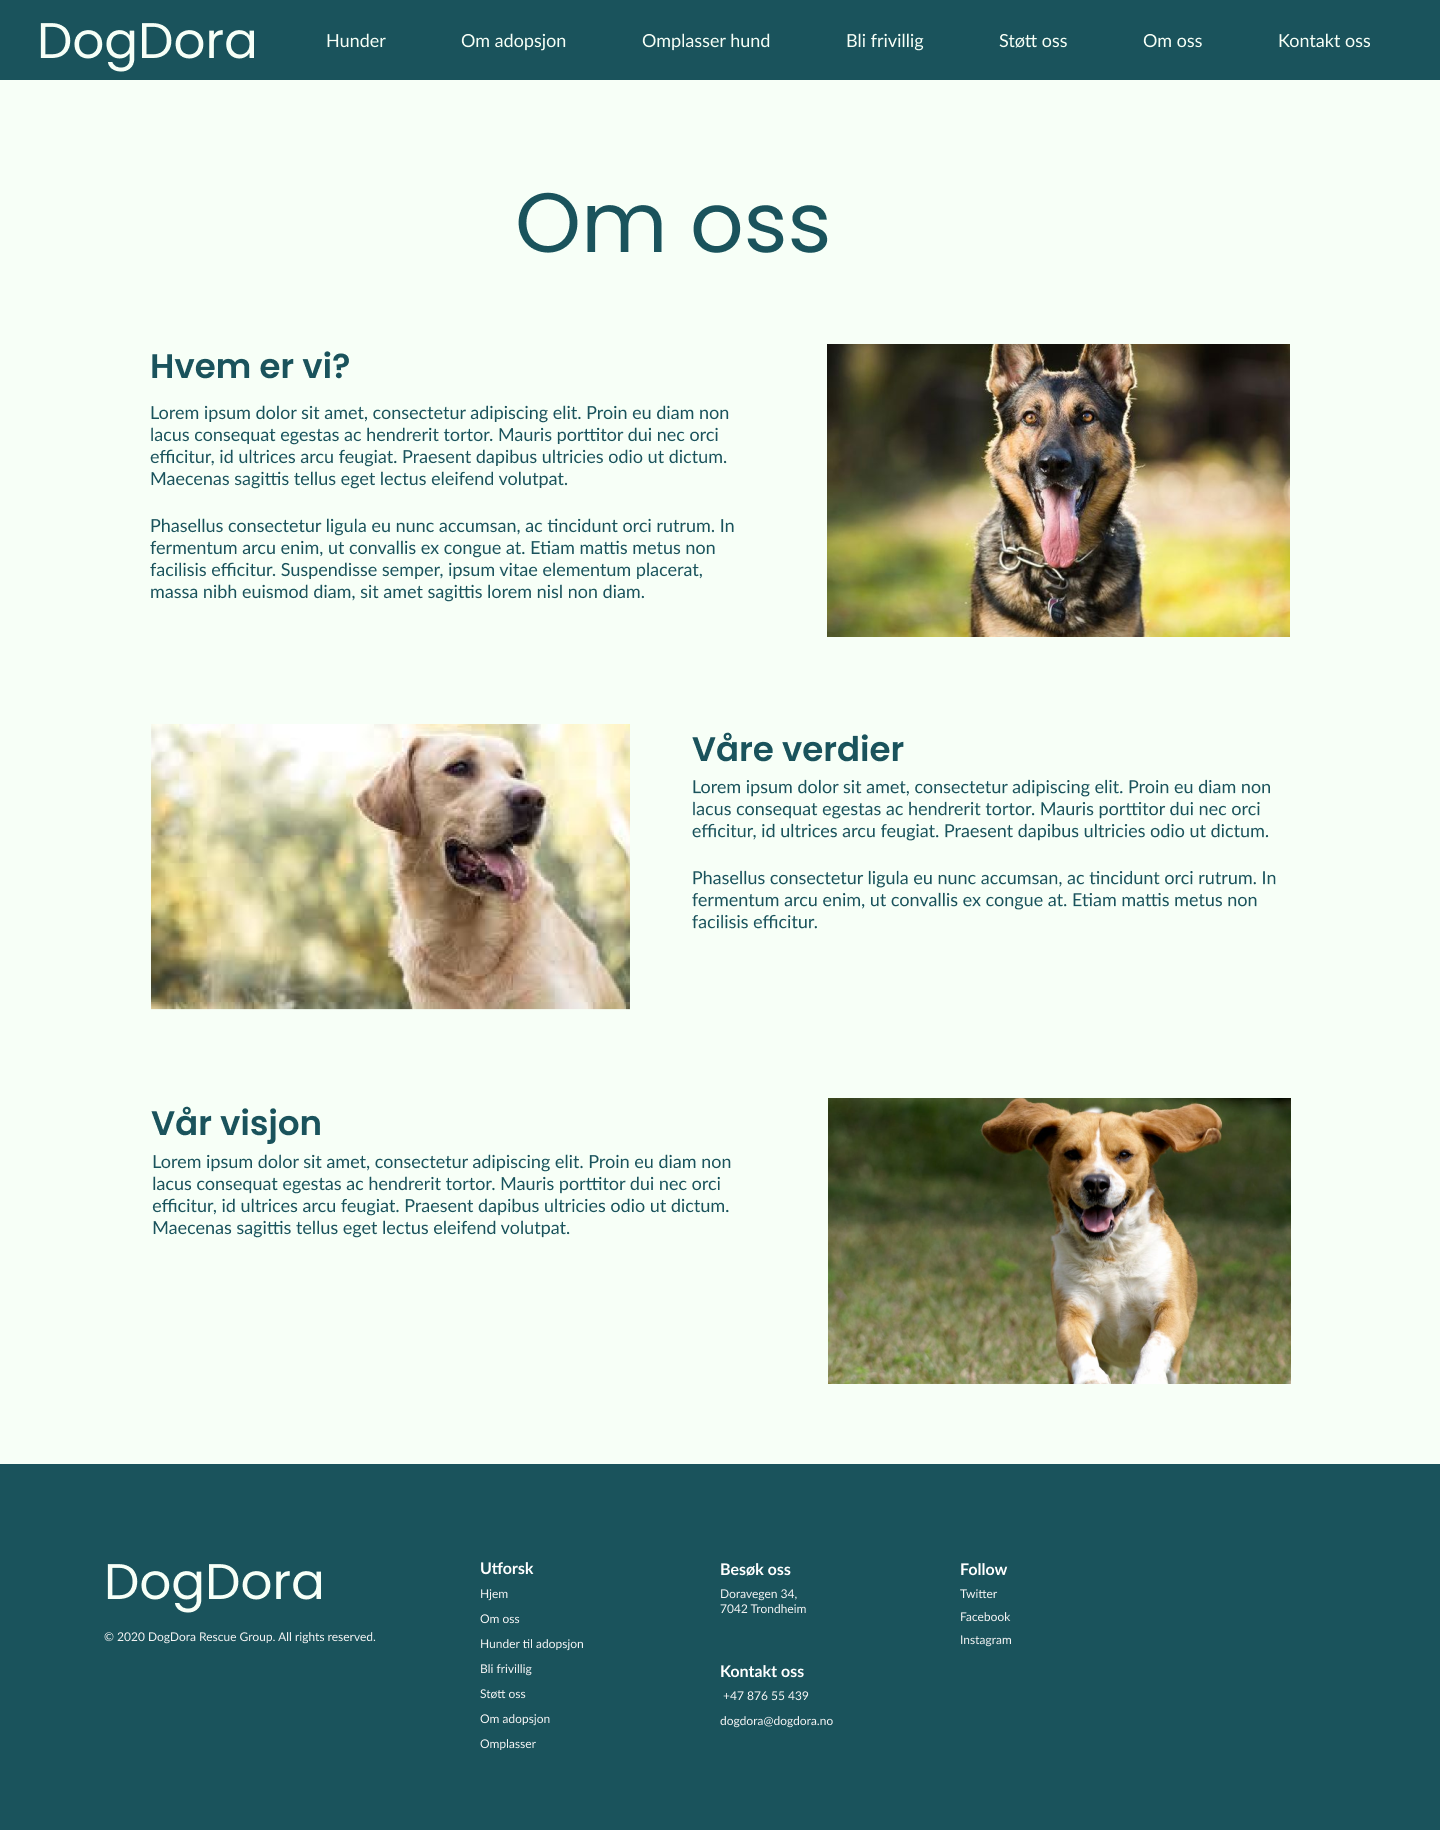 DogDora
Hunder
Om adopsjon
Omplasser hund
Bli frivillig
Støtt oss
Om oss
Kontakt oss
Om oss
Hvem er vi?
Lorem ipsum dolor sit amet, consectetur adipiscing elit. Proin eu diam non
lacus consequat egestas ac hendrerit tortor. Mauris porttitor dui nec orci
efficitur, id ultrices arcu feugiat. Praesent dapibus ultricies odio ut dictum.
Maecenas sagittis tellus eget lectus eleifend volutpat.
Phasellus consectetur ligula eu nunc accumsan, ac tincidunt orci rutrum. In
fermentum arcu enim, ut convallis ex congue at. Etiam mattis metus non
facilisis efficitur. Suspendisse semper, ipsum vitae elementum placerat,
massa nibh euismod diam, sit amet sagittis lorem nisl non diam.
Våre verdier
Lorem ipsum dolor sit amet, consectetur adipiscing elit. Proin eu diam non
lacus consequat egestas ac hendrerit tortor. Mauris porttitor dui nec orci
efficitur, id ultrices arcu feugiat. Praesent dapibus ultricies odio ut dictum.
Phasellus consectetur ligula eu nunc accumsan, ac tincidunt orci rutrum. In
fermentum arcu enim, ut convallis ex congue at. Etiam mattis metus non
facilisis efficitur.
Vår visjon
Lorem ipsum dolor sit amet, consectetur adipiscing elit. Proin eu diam non
lacus consequat egestas ac hendrerit tortor. Mauris porttitor dui nec orci
efficitur, id ultrices arcu feugiat. Praesent dapibus ultricies odio ut dictum.
Maecenas sagittis tellus eget lectus eleifend volutpat.
DogDora
© 2020 DogDora Rescue Group. All rights reserved.
Utforsk
Hjem
Om oss
Hunder til adopsjon
Bli frivillig
Støtt oss
Om adopsjon
Omplasser
Besøk oss
Doravegen 34,
7042 Trondheim
Kontakt oss
+47 876 55 439
dogdora@dogdora.no
Follow
Twitter
Facebook
Instagram